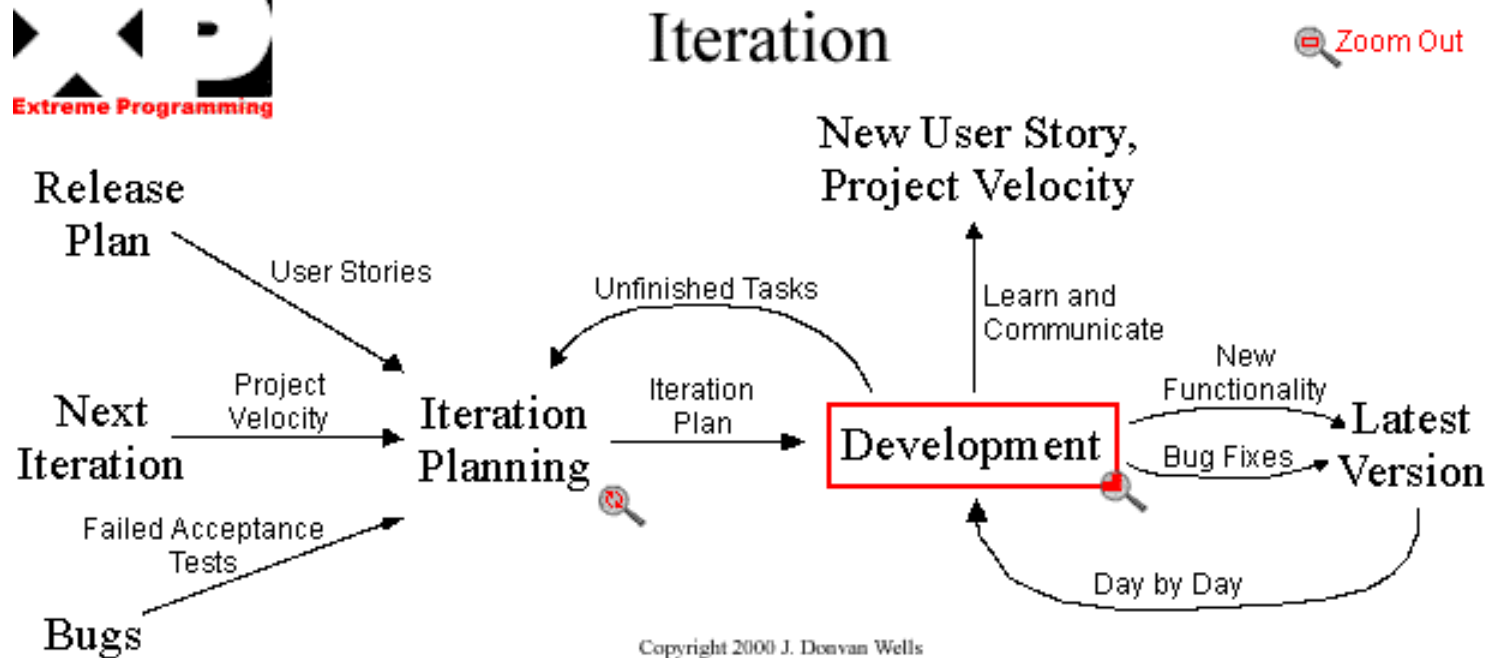 XP
Extreme Programming
Iteration
Zoom Out
New User Story,
Project Velocity
Release
Plan
User Stories
Unfinished Tasks
Learn and
Communicate
New
Functionality
Project
Velocity
Iteration
Plan
Next
Iteration
Iteration
Planning
Development
Bug Fixes
Latest
Version
Failed Acceptance
Tests
Day by Day
Bugs
Copyright 2000 J. Donvan Wells